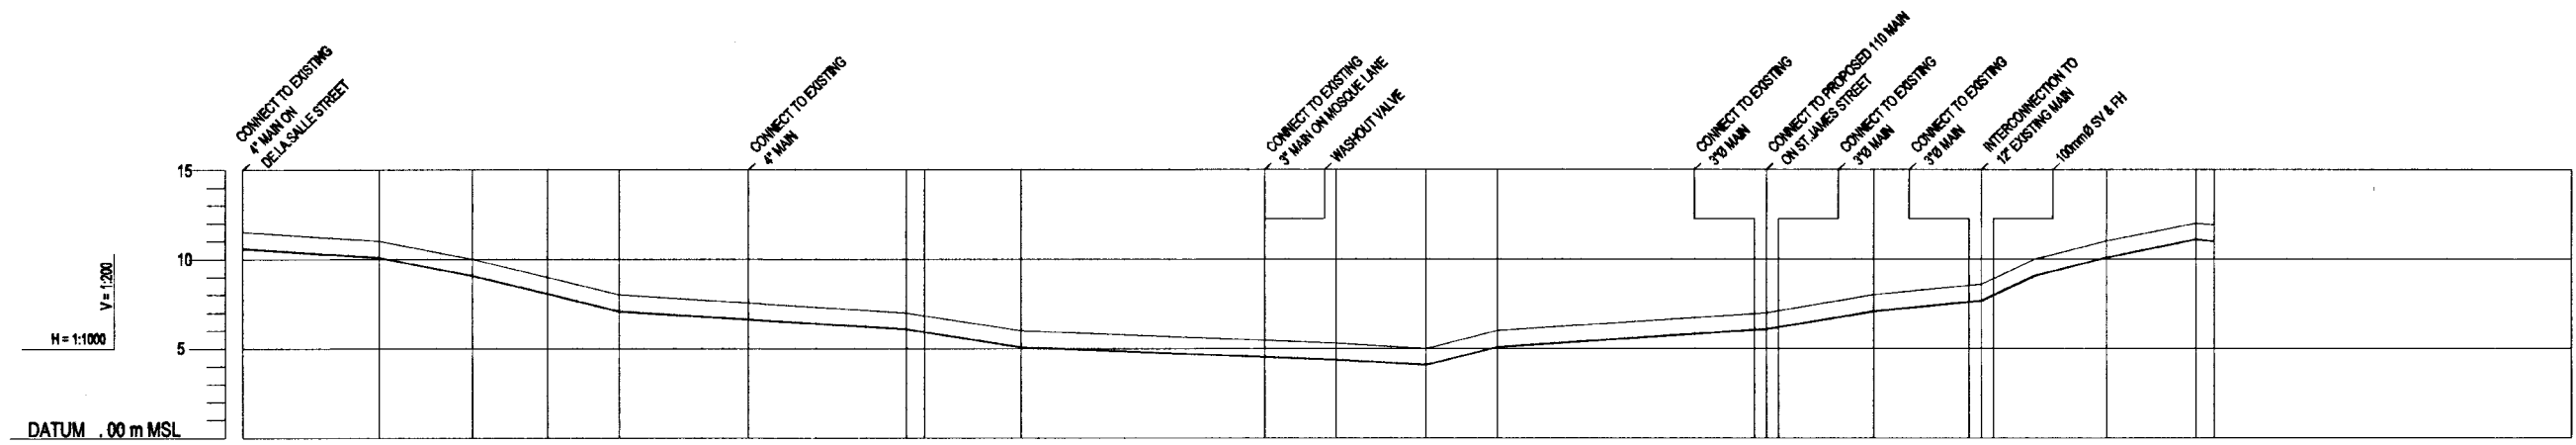 CONNECT TO EXISTING
4" MAIN ON
DE.LA.SALLE STREET
CONNECT TO EXISTING
4" MAIN
CONNECT TO EXISTING
3" MAIN ON MOSQUE LANE
WASHOUT VALVE
CONNECT TO EXISTING
3"Ø MAIN
CONNECT TO PROPOSED 110 MAIN
ON ST.JAMES STREET
CONNECT TO EXISTING
3"Ø MAIN
CONNECT TO EXISTING
3"Ø MAIN
INTERCONNECTION TO
12" EXISTING MAIN
100mmØ SV & FH
15
10
5
V = 1:200
H = 1:1000
DATUM .00 m MSL